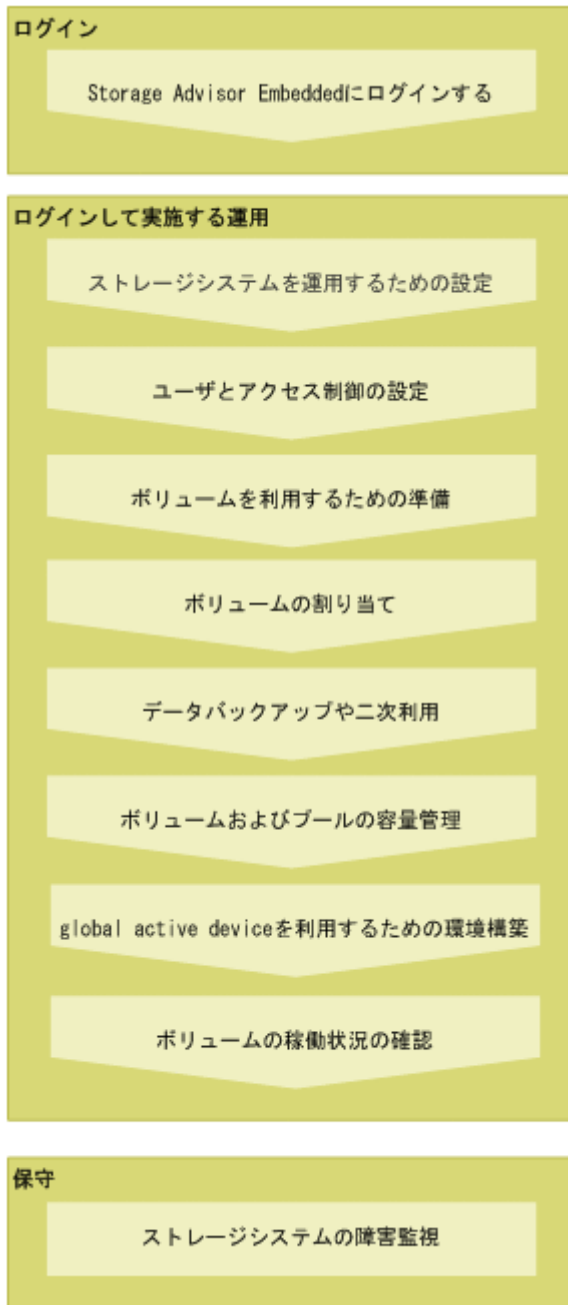 ログイン
Storage Advisor Embeddedにログインする
ログインして実施する運用
ストレージシステムを運用するための設定
ユーザとアクセス制御の設定
ボリュームを利用するための準備
ボリュームの割り当て
データバックアップや二次利用
ボリュームおよびプールの容量管理
global active deviceを利用するための環境構築
ボリュームの稼働状況の確認
保守
ストレージシステムの障害監視